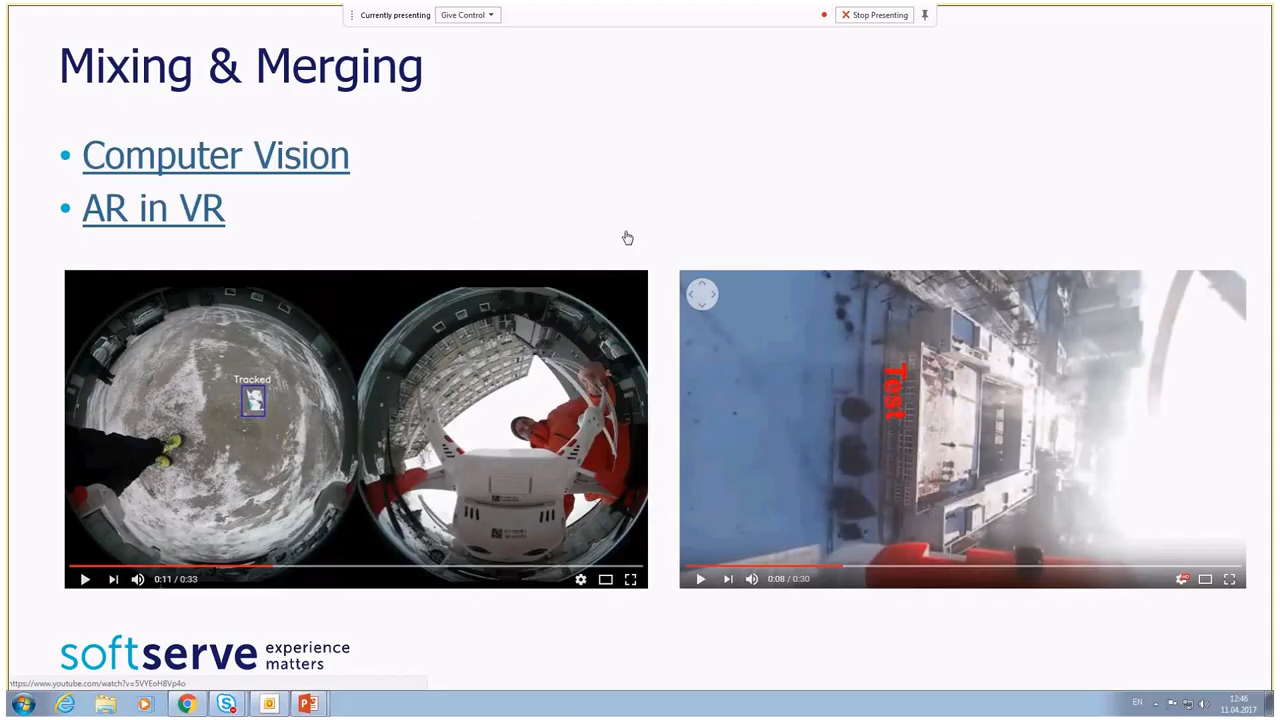 Currently presenting
Give Control
Stop Presenting
Mixing & Merging
• Computer Vision
• AR in VR
Tracked
Test
0:11 / 0:33
0:08 / 0:30
HD
softserve experience matters
https://www.youtube.com/watch?v=5VYEoH8Vp4o
EN
12:46
11.04.2017